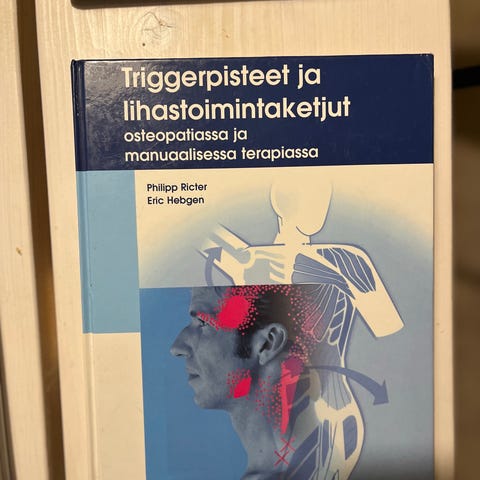 Triggerpisteet ja
lihastoimintaketjut
osteopatiassa ja
manuaalisessa terapiassa
Philipp Ricter
Eric Hebgen